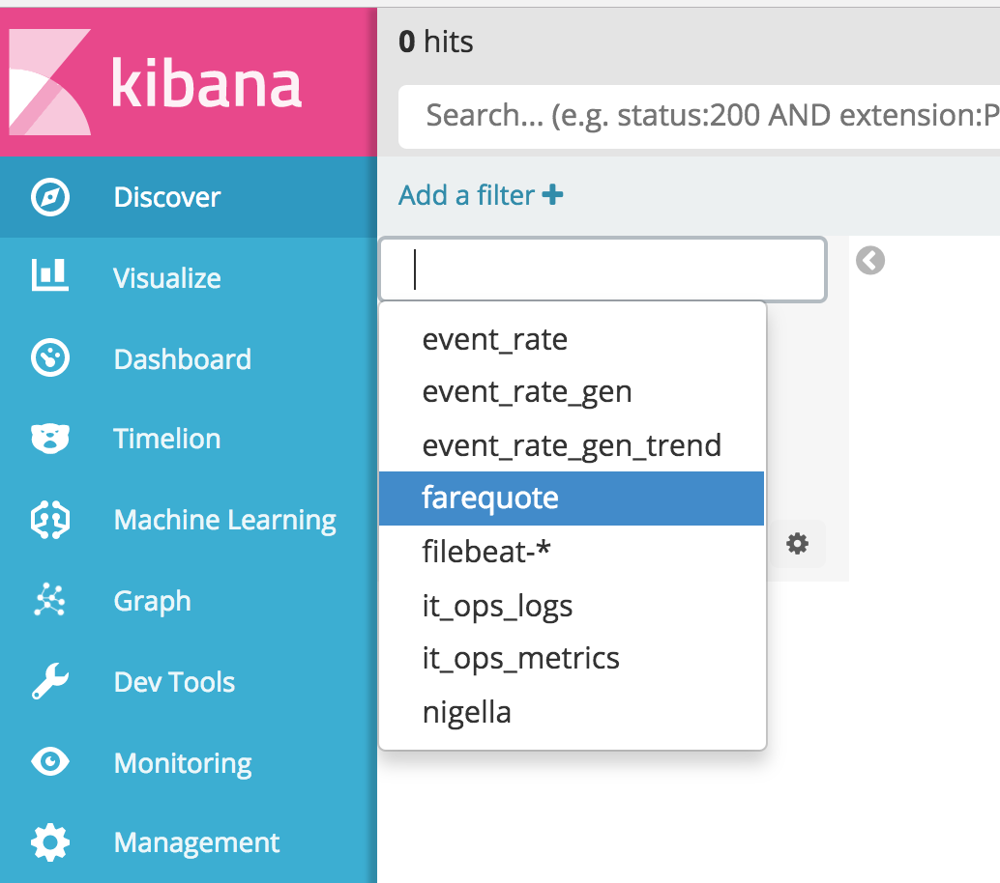 kibana
Discover
Visualize
Dashboard
Timelion
Machine Learning
Graph
Dev Tools
Monitoring
Management
0 hits
Search... (e.g. status:200 AND extension:P
Add a filter +
event_rate
event_rate_gen
event_rate_gen_trend
farequote
filebeat-*
it_ops_logs
it_ops_metrics
nigella